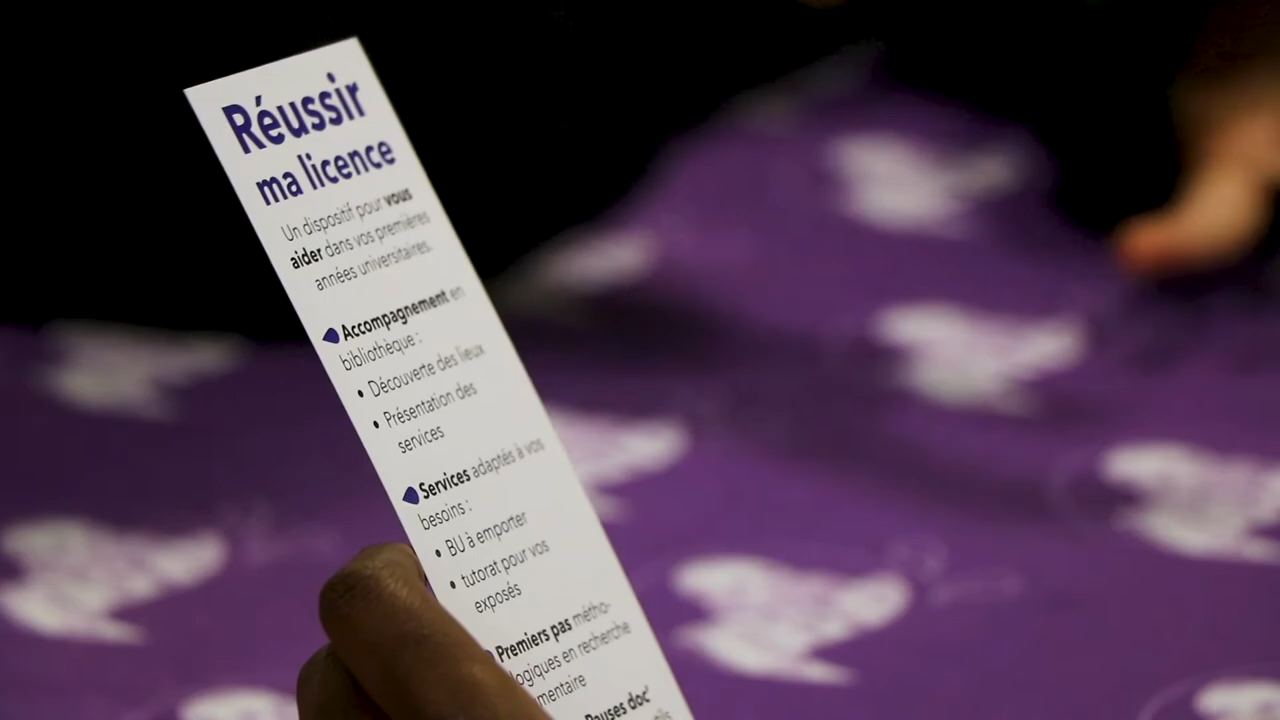 Réussir
ma licence
Un dispositif pour vous
aider dans vos premières
années universitaires.
Accompagnement en
bibliothèque :
• Découverte des lieux
• Présentation des
services
Services adaptés à vos
besoins :
• BU à emporter
• tutorat pour vos
exposés
Premiers pas métho-
logiques en recherche
mentaire
Pauses doc'